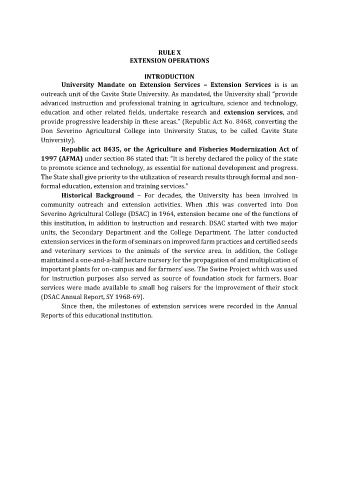 RULE X
EXTENSION OPERATIONS
INTRODUCTION
University Mandate on Extension Services – Extension Services is is an
outreach unit of the Cavite State University. As mandated, the University shall "provide
advanced instruction and professional training in agriculture, science and technology,
education and other related fields, undertake research and extension services, and
provide progressive leadership in these areas." (Republic Act No. 8468, converting the
Don Severino Agricultural College into University Status, to be called Cavite State
University).
Republic act 8435, or the Agriculture and Fisheries Modernization Act of
1997 (AFMA) under section 86 stated that: "It is hereby declared the policy of the state
to promote science and technology, as essential for national development and progress.
The State shall give priority to the utilization of research results through formal and non-
formal education, extension and training services."
Historical Background – For decades, the University has been involved in
community outreach and extension activities. When .this was converted into Don
Severino Agricultural College (DSAC) in 1964, extension became one of the functions of
this institution, in addition to instruction and research. DSAC started with two major
units, the Secondary Department and the College Department. The latter conducted
extension services in the form of seminars on improved farm practices and certified seeds
and veterinary services to the animals of the service area. In addition, the College
maintained a one-and-a-half hectare nursery for the propagation of and multiplication of
important plants for on-campus and for farmers' use. The Swine Project which was used
for instruction purposes also served as source of foundation stock for farmers. Boar
services were made available to small hog raisers for the improvement of their stock
(DSAC Annual Report, SY 1968-69).
Since then, the milestones of extension services were recorded in the Annual
Reports of this educational institution.